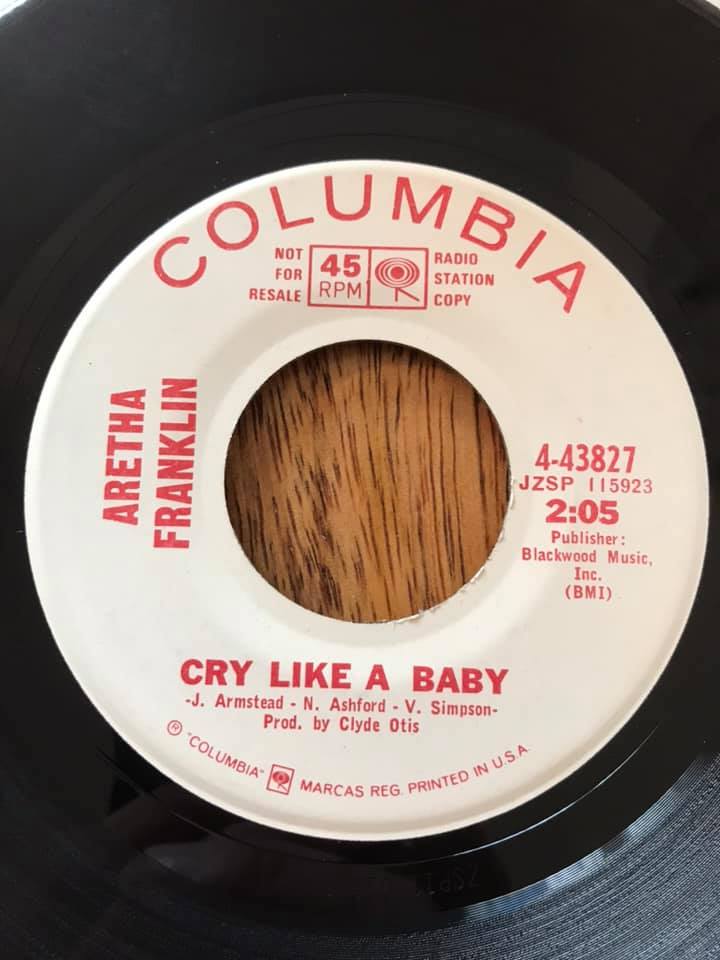 COLUMBIA
NOT
FOR
RESALE
45
RPM
RADIO
STATION
COPY
ARETHA
FRANKLIN
4-43827
JZSP 115923
2:05
Publisher:
Blackwood Music,
Inc.
(BMI)
CRY LIKE A BABY
-J. Armstead - N. Ashford - V. Simpson-
Prod. by Clyde Otis
® "COLUMBIA" MARCAS REG. PRINTED IN U.S.A.